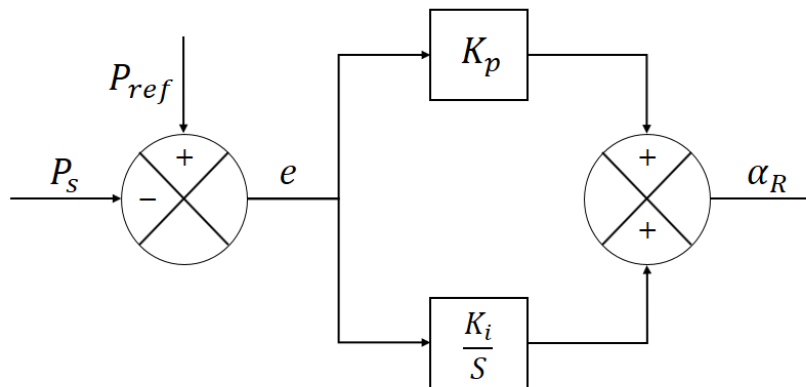 P_ref
K_p
+
P_s
−
e
+
+
α_R
K_i
S